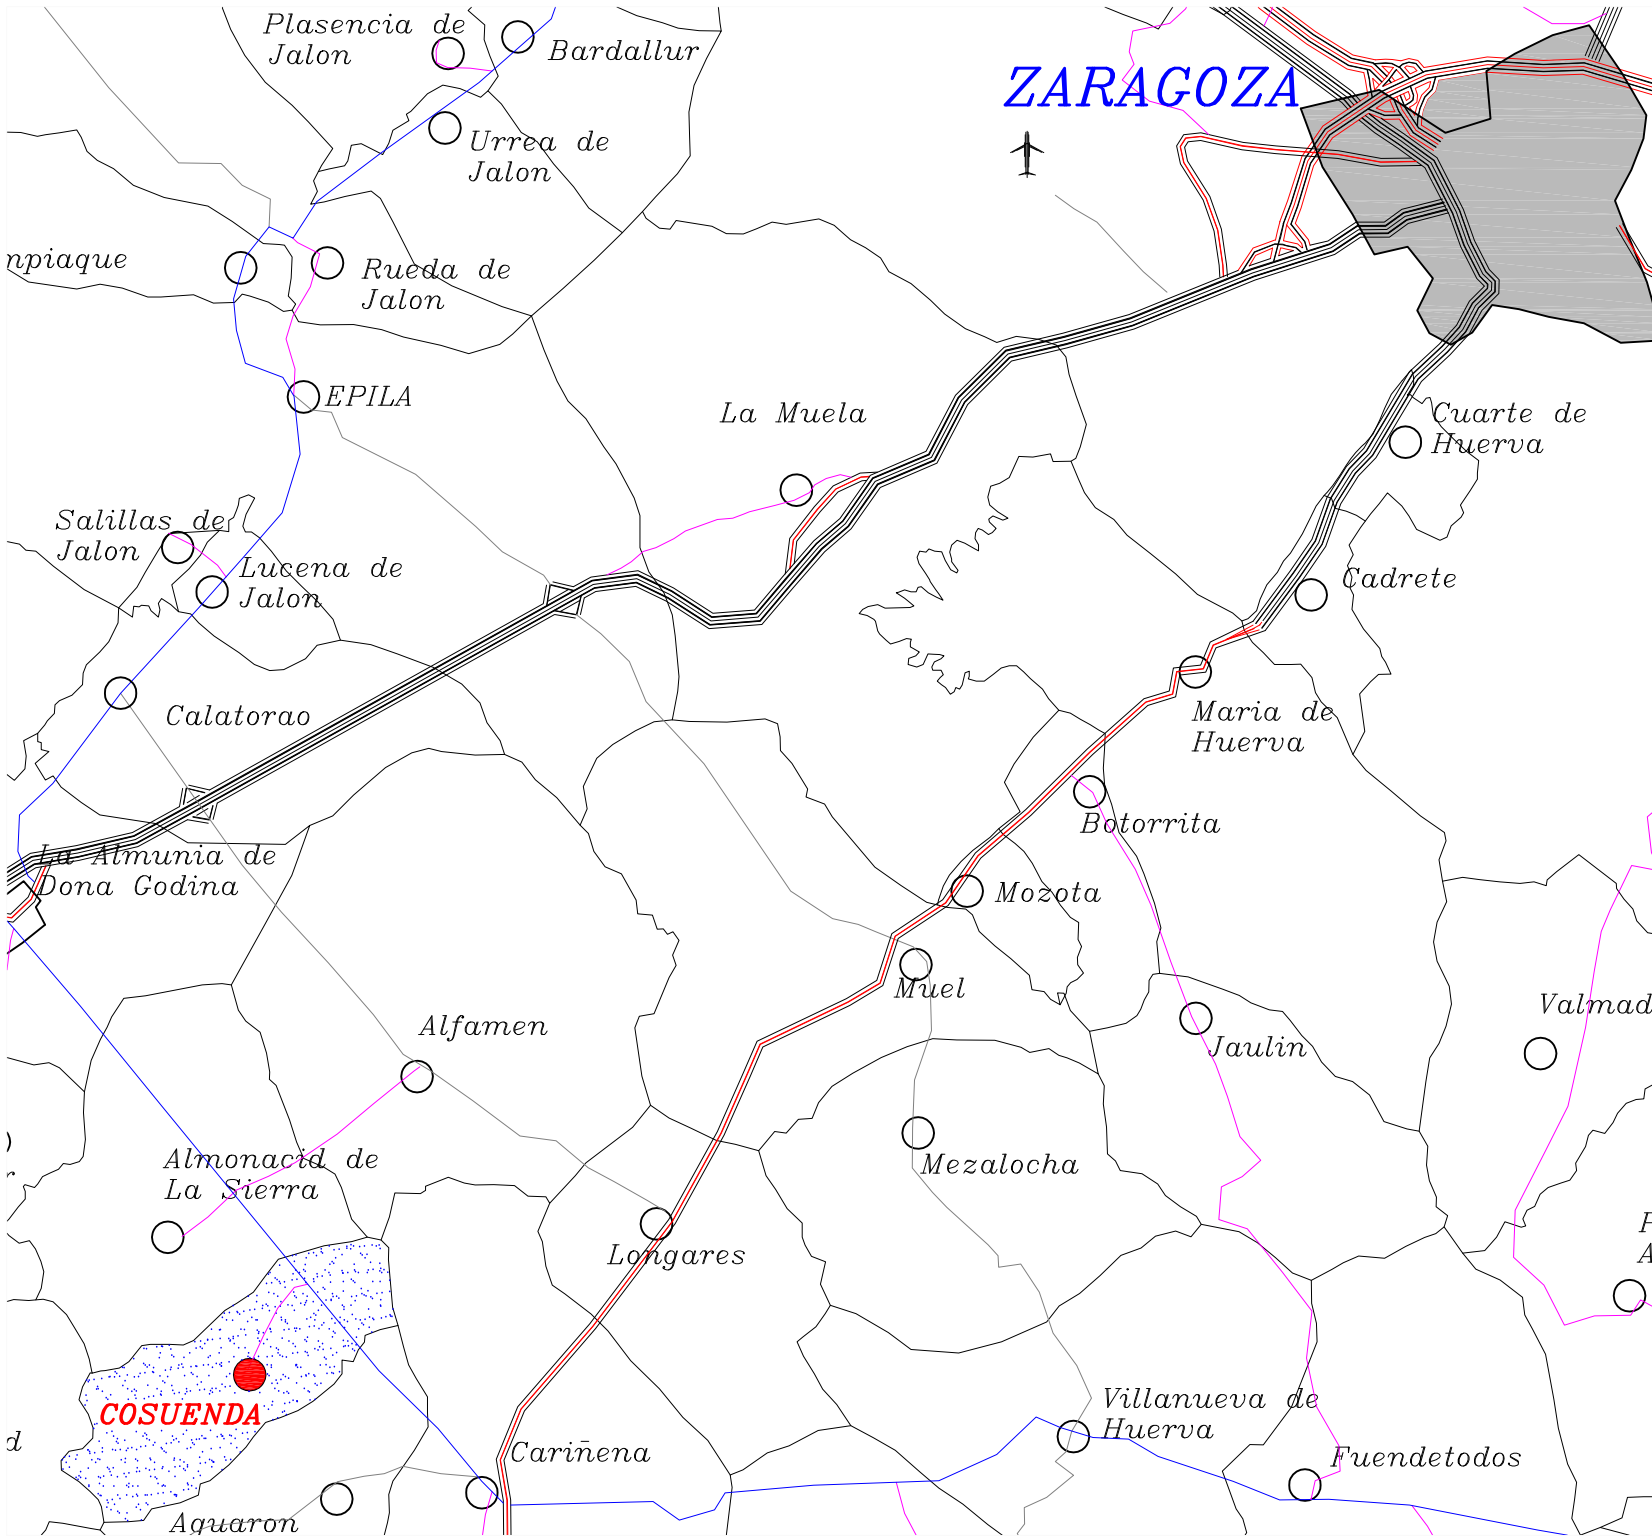 Plasencia de
Jalon
Bardallur
ZARAGOZA
Urrea de
Jalon
mpiaque
Rueda de
Jalon
EPILA
La Muela
Cuarte de
Huerva
Salillas de
Jalon
Lucena de
Jalon
Cadrete
Calatorao
Maria de
Huerva
Botorrita
La Almunia de
Dona Godina
Mozota
Muel
Valmad
Alfamen
Jaulin
Almonacid de
La Sierra
r
Mezalocha
Longares
P
A
COSUENDA
Villanueva de
Huerva
d
Cariñena
Fuendetodos
Aguaron